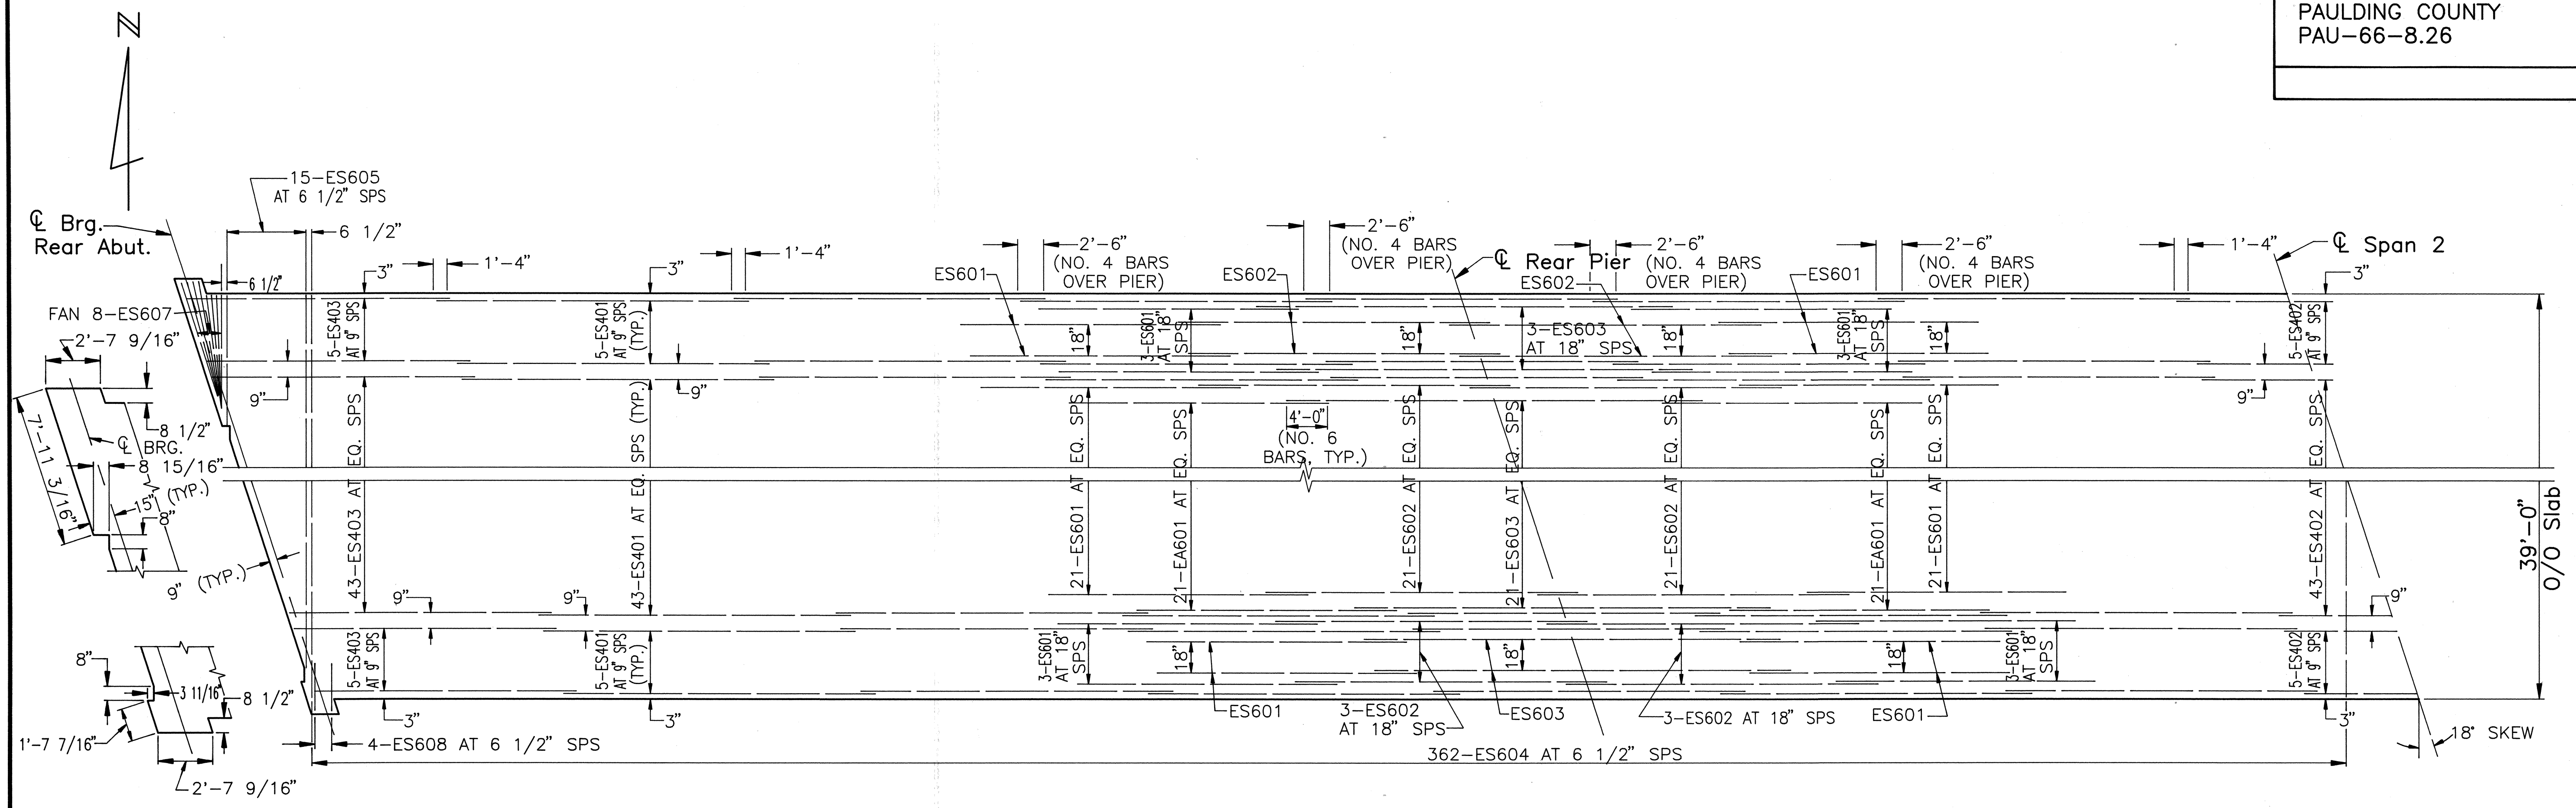 PAULDING COUNTY
PAU-66-8.26
N
15-ES605
AT 6 1/2" SPS
℄ Brg.
Rear Abut.
6 1/2"
6 1/2"
FAN 8-ES607
2'-7 9/16"
3"
1'-4"
3"
1'-4"
ES601
2'-6"
(NO. 4 BARS
OVER PIER)
ES602
2'-6"
(NO. 4 BARS
OVER PIER)
℄ Rear Pier
ES602
2'-6"
(NO. 4 BARS
OVER PIER)
ES601
2'-6"
(NO. 4 BARS
OVER PIER)
1'-4"
℄ Span 2
3"
5-ES403
AT 9" SPS
5-ES401
AT 9" SPS
(TYP.)
18"
3-ES601
AT 18"
SPS
18"
3-ES603
AT 18" SPS
18"
3-ES601
AT 18"
SPS
18"
5-ES402
AT 9" SPS
9"
9"
9"
8 1/2"
℄ BRG.
8 15/16"
15" (TYP.)
7'-11 3/16"
8"
9" (TYP.)
4'-0"
(NO. 6
BARS, TYP.)
43-ES403 AT EQ. SPS
43-ES401 AT EQ. SPS (TYP.)
21-ES601 AT EQ. SPS
21-EA601 AT EQ. SPS
21-ES602 AT EQ. SPS
21-ES603 AT EQ. SPS
21-ES602 AT EQ. SPS
21-EA601 AT EQ. SPS
21-ES601 AT EQ. SPS
43-ES402 AT EQ. SPS
39'-0"
O/O Slab
9"
9"
9"
5-ES403
AT 9" SPS
5-ES401
AT 9" SPS
(TYP.)
3-ES601
AT 18"
SPS
18"
18"
18"
3-ES601
AT 18"
SPS
5-ES402
AT 9" SPS
8"
3 11/16"
8 1/2"
1'-7 7/16"
2'-7 9/16"
3"
3"
4-ES608 AT 6 1/2" SPS
ES601
3-ES602
AT 18" SPS
ES603
3-ES602 AT 18" SPS
ES601
3"
18° SKEW
362-ES604 AT 6 1/2" SPS